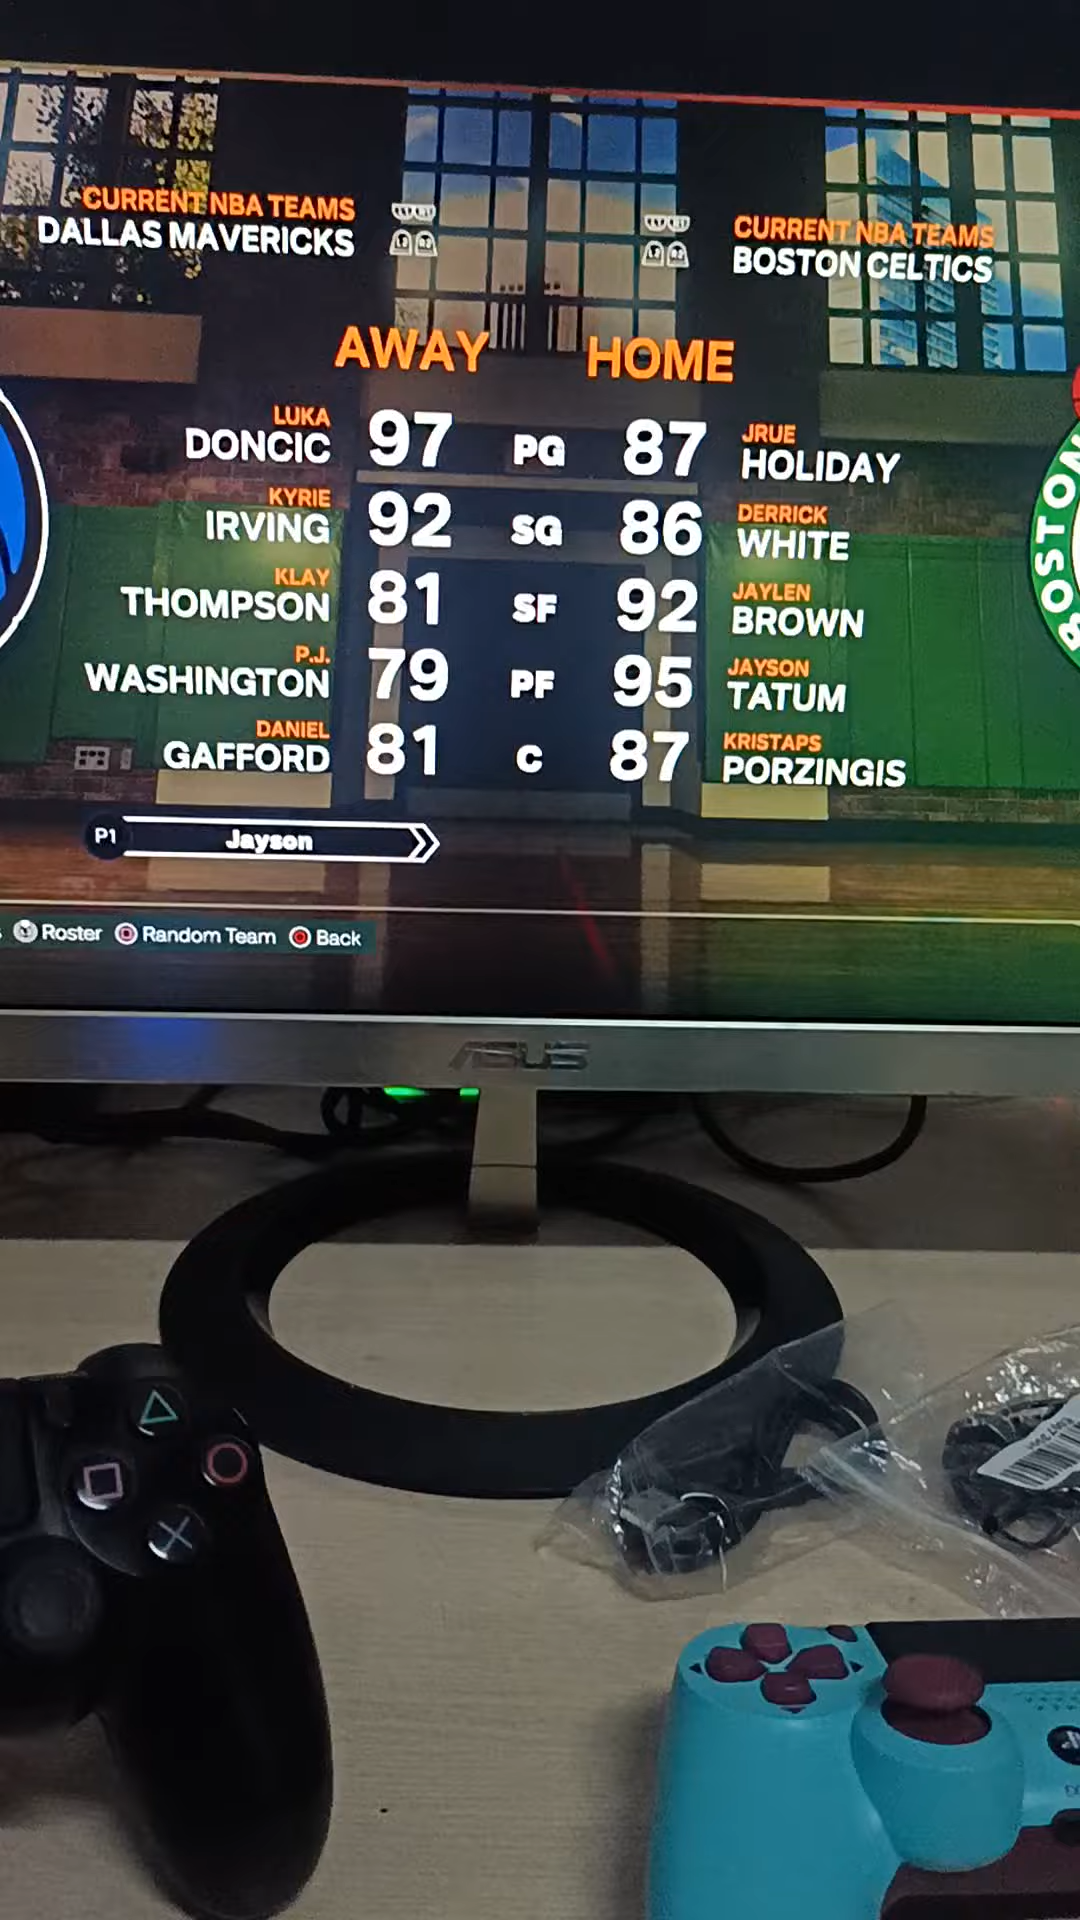 CURRENT NBA TEAMS
DALLAS MAVERICKS
CURRENT NBA TEAMS
BOSTON CELTICS
AWAY HOME
LUKA
DONCIC 97 PG 87 JRUE
HOLIDAY
KYRIE
IRVING 92 SG 86 DERRICK
WHITE
KLAY
THOMPSON 81 SF 92 JAYLEN
BROWN
P.J.
WASHINGTON 79 PF 95 JAYSON
TATUM
DANIEL
GAFFORD 81 C 87 KRISTAPS
PORZINGIS
BOSTON
P1 Jayson
Roster Random Team Back
ASUS